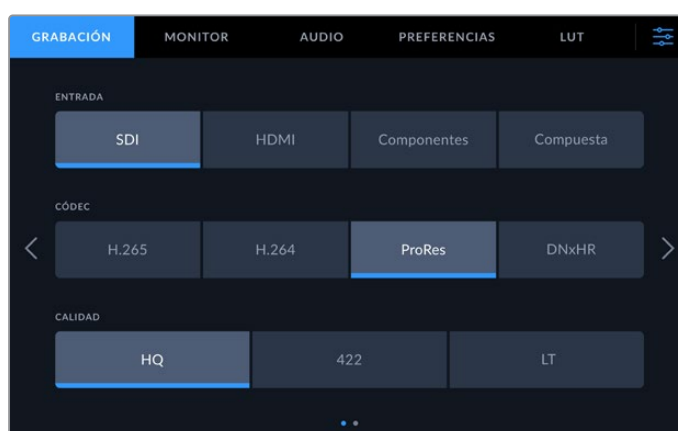 GRABACIÓN MONITOR AUDIO PREFERENCIAS LUT
ENTRADA
SDI HDMI Componentes Compuesta
CÓDEC
H.265 H.264 ProRes DNxHR
CALIDAD
HQ 422 LT